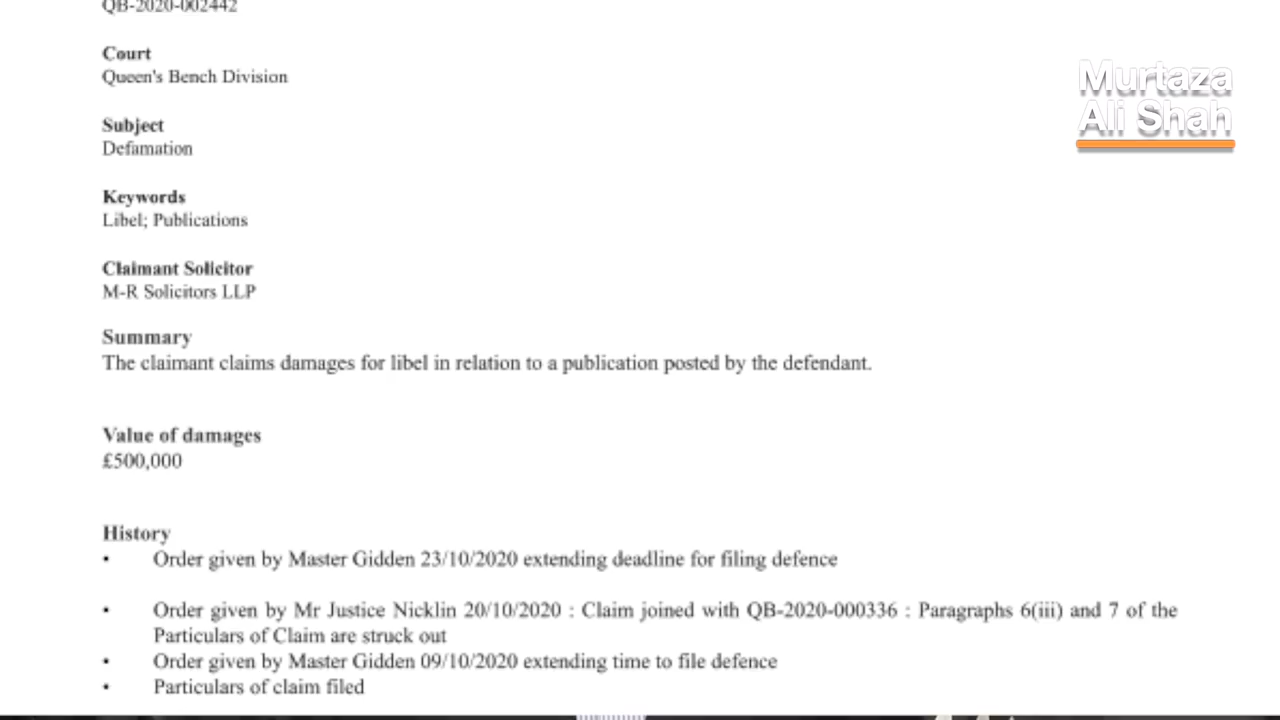 QB-2020-002442
Court
Queen's Bench Division
Murtaza
Ali Shah
Subject
Defamation
Keywords
Libel; Publications
Claimant Solicitor
M-R Solicitors LLP
Summary
The claimant claims damages for libel in relation to a publication posted by the defendant.
Value of damages
£500,000
History
• Order given by Master Gidden 23/10/2020 extending deadline for filing defence
• Order given by Mr Justice Nicklin 20/10/2020 : Claim joined with QB-2020-000336 : Paragraphs 6(iii) and 7 of the
Particulars of Claim are struck out
• Order given by Master Gidden 09/10/2020 extending time to file defence
• Particulars of claim filed